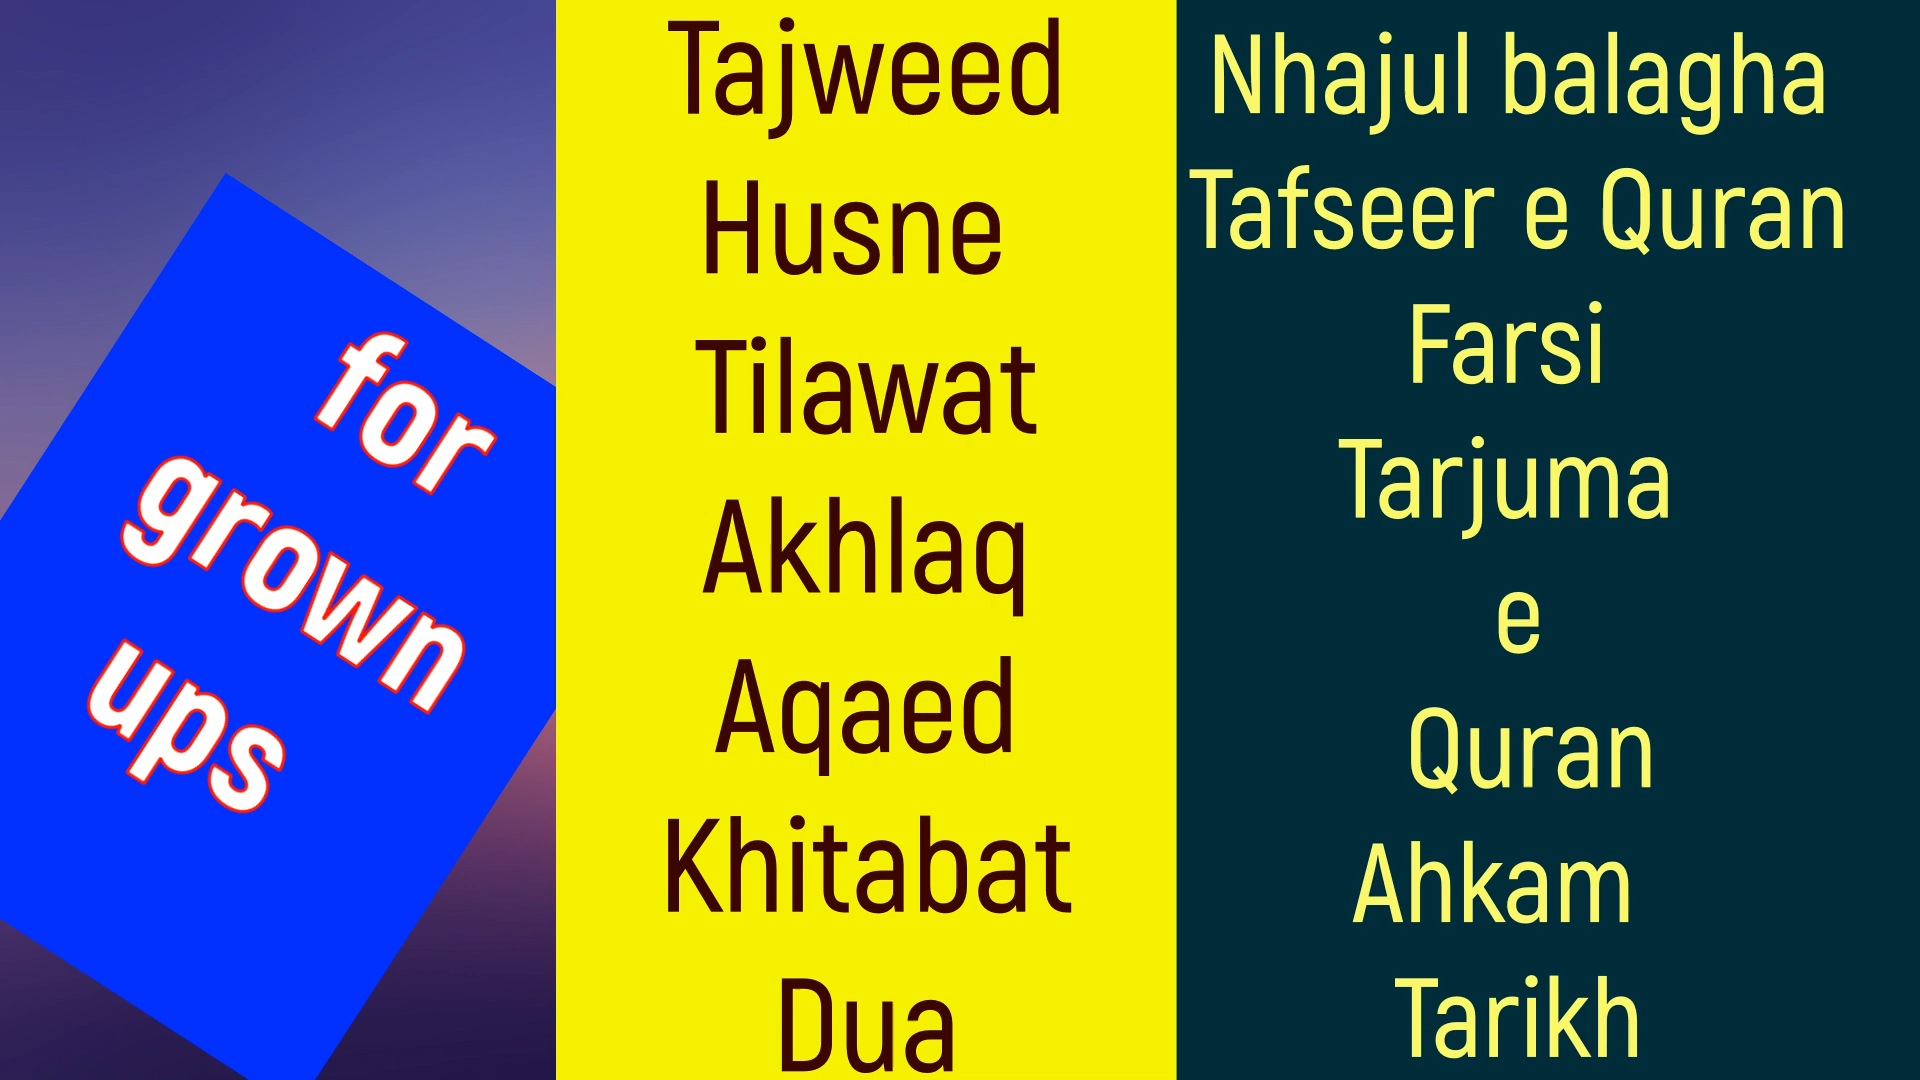 for
grown
ups
Tajweed
Husne
Tilawat
Akhlaq
Aqaed
Khitabat
Dua
Nhajul balagha
Tafseer e Quran
Farsi
Tarjuma
e
Quran
Ahkam
Tarikh